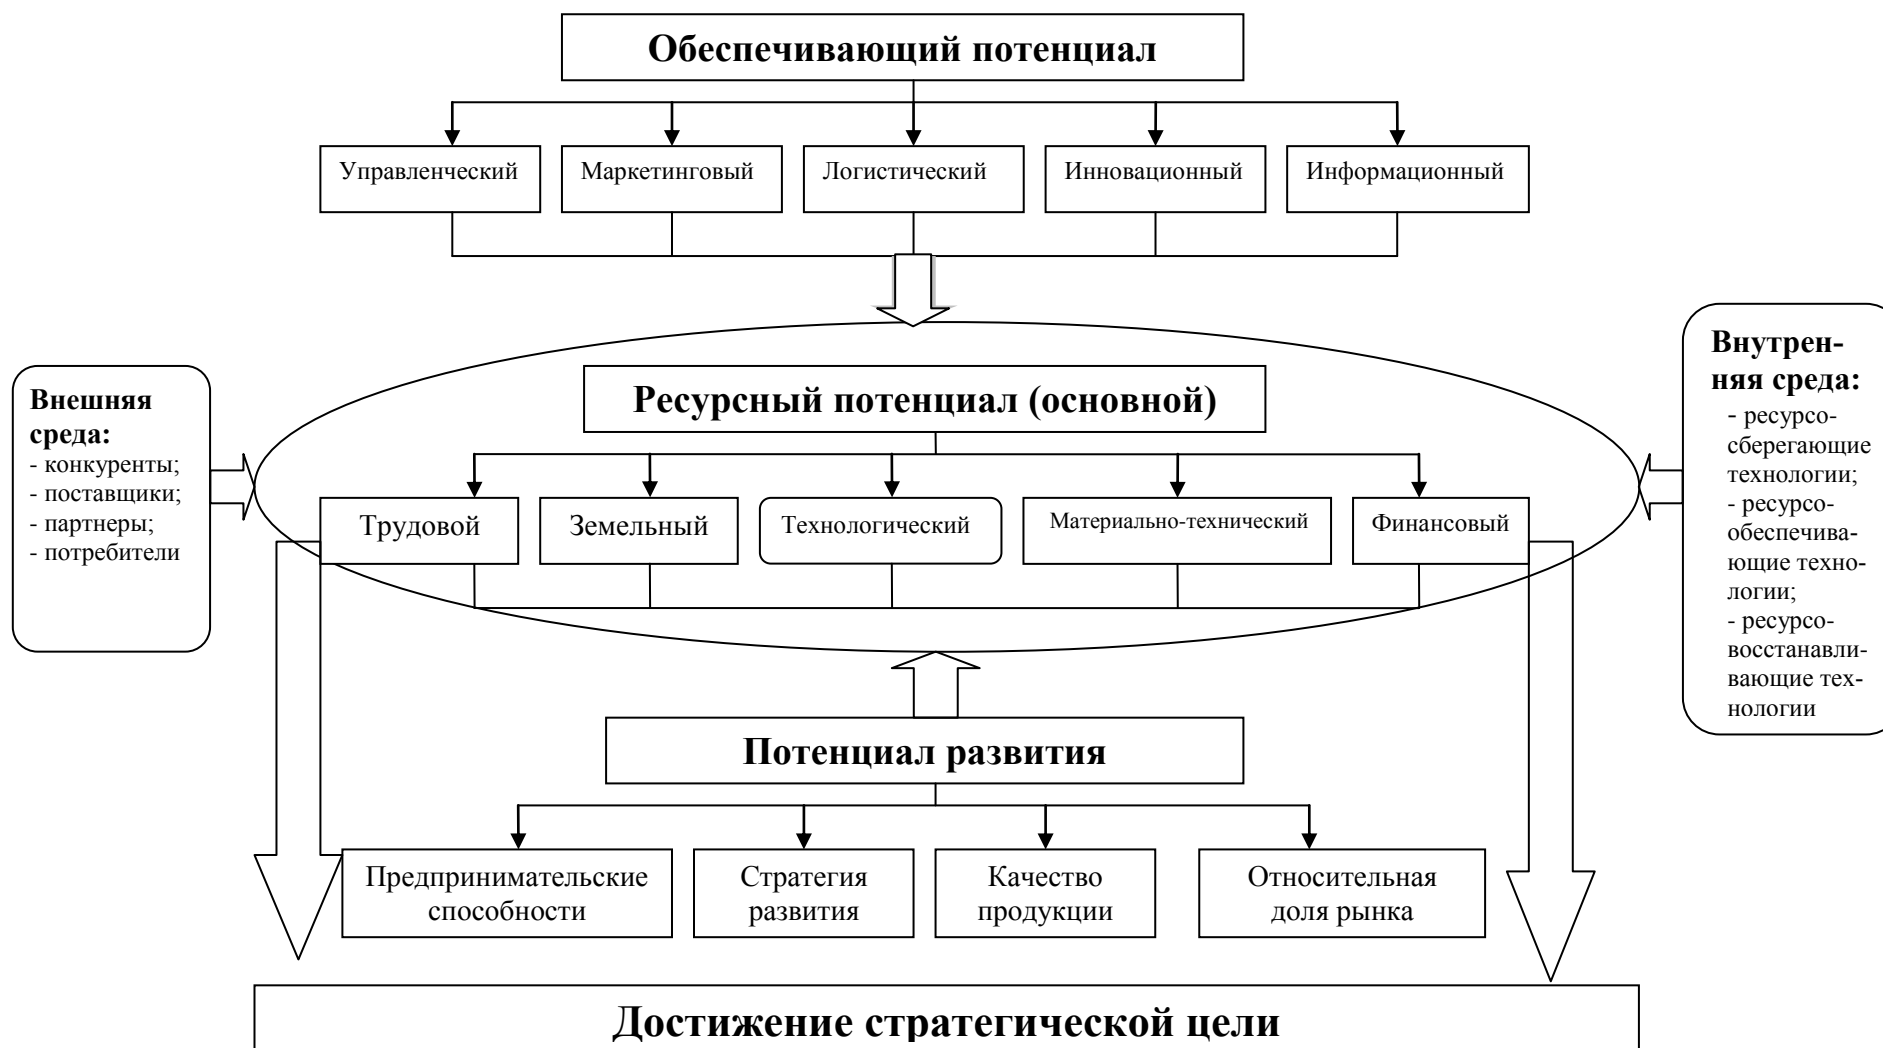 Обеспечивающий потенциал
Управленческий
Маркетинговый
Логистический
Инновационный
Информационный
Внешняя
среда:
- конкуренты;
- поставщики;
- партнеры;
- потребители
Ресурсный потенциал (основной)
Трудовой
Земельный
Технологический
Материально-технический
Финансовый
Внутрен-
няя среда:
- ресурсо-
сберегающие
технологии;
- ресурсо-
обеспечива-
ющие техно-
логии;
- ресурсо-
восстанавли-
вающие тех-
нологии
Потенциал развития
Предпринимательские
способности
Стратегия
развития
Качество
продукции
Относительная
доля рынка
Достижение стратегической цели